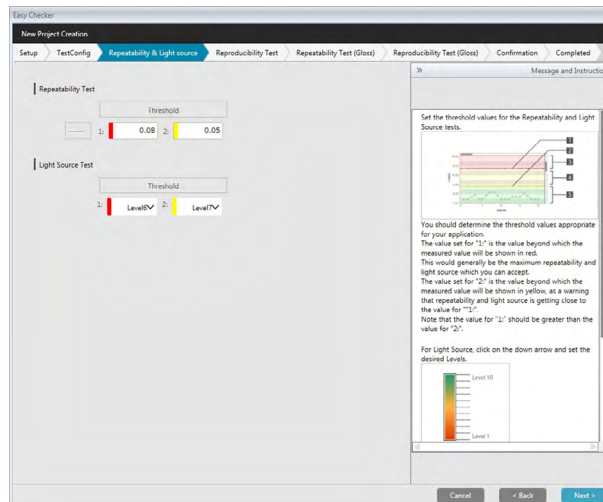 Easy Checker
New Project Creation
Setup TestConfig Repeatability & Light source Reproducibility Test Repeatability Test (Gloss) Reproducibility Test (Gloss) Confirmation Completed
Repeatability Test
Threshold
1: 0.08 2: 0.05
Light Source Test
Threshold
1: Level6 2: Level7
» Message and Instructio
Set the threshold values for the Repeatability and Light
Source tests.
1
2
3
4
5
You should determine the threshold values appropriate
for your application.
The value set for "1:" is the value beyond which the
measured value will be shown in red.
This would generally be the maximum repeatability and
light source which you can accept.
The value set for "2:" is the value beyond which the
measured value will be shown in yellow, as a warning
that repeatability and light source is getting close to
the value for ""1:".
Note that the value for "1:" should be greater than the
value for "2:".
For Light Source, click on the down arrow and set the
desired Levels.
Level 10
Level 1
Cancel < Back Next >